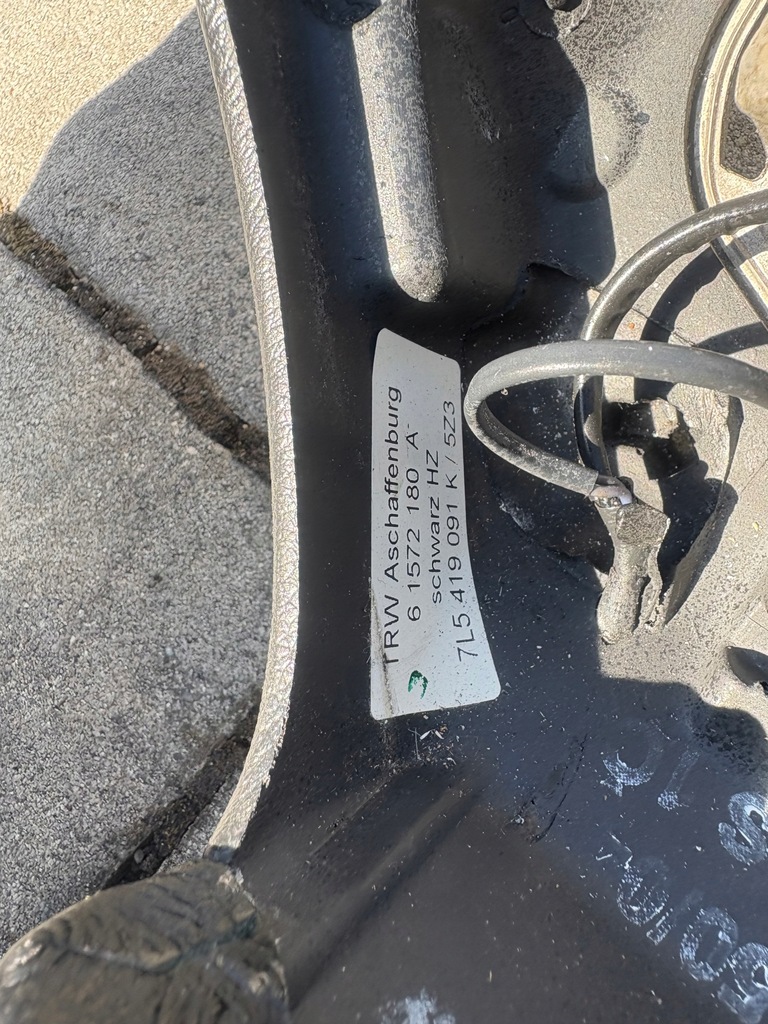 TRW Aschaffenburg
6 1572 180 A
schwarz HZ
7L5 419 091 K / 5Z3